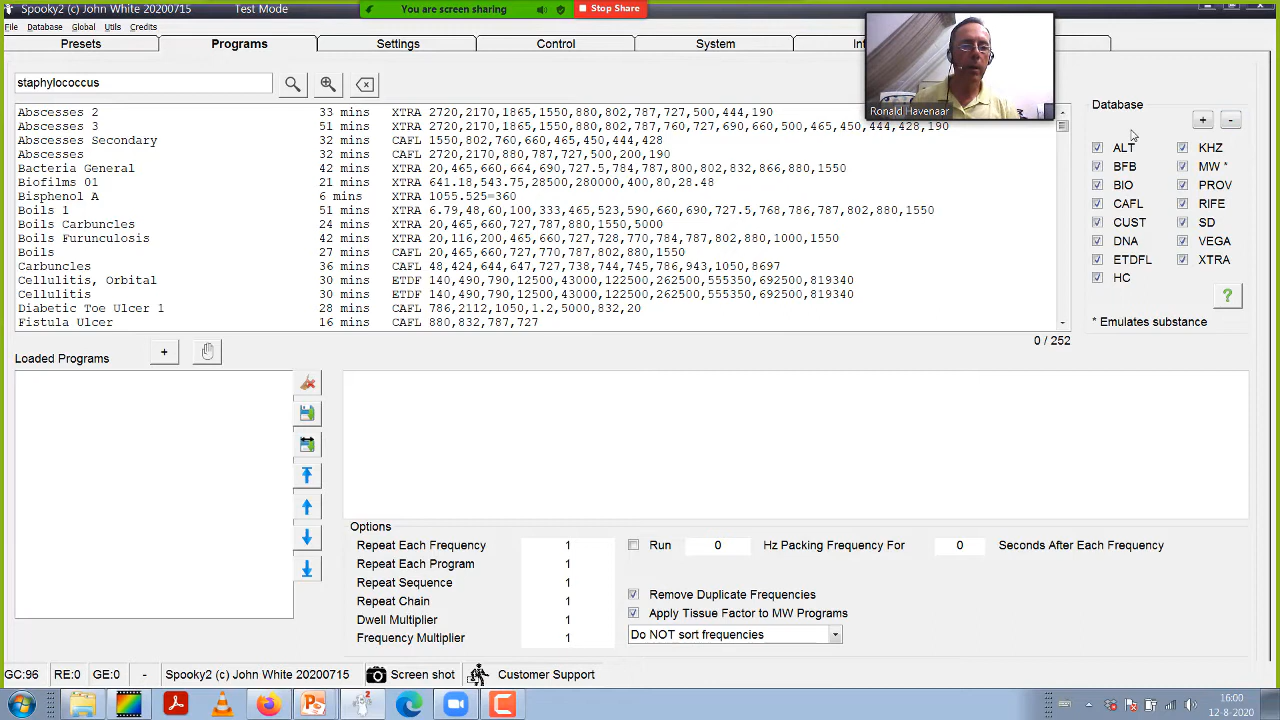 Spooky2 (c) John White 20200715 Test Mode You are screen sharing Stop Share
File Database Global Utils Credits
Presets Programs Settings Control System
Ronald Havenaar
staphylococcus
Abscesses 2 33 mins XTRA 2720,2170,1865,1550,880,802,787,727,500,444,190
Abscesses 3 51 mins XTRA 2720,2170,1865,1550,880,802,787,760,727,690,660,520,465,450,444,428,190
Abscesses Secondary 32 mins CAFL 1550,802,760,660,465,450,444,428
Abscesses 32 mins CAFL 2720,2170,880,787,727,500,200,190
Bacteria General 42 mins XTRA 20,465,660,664,690,727.5,784,787,800,802,832,866,880,1550
Biofilms 01 21 mins XTRA 641.18,543.75,28500,280000,400,80,28.48
Bisphenol A 6 mins XTRA 1055.525=360
Boils 1 51 mins XTRA 6.79,48,60,100,333,465,523,590,660,690,727.5,768,786,787,802,880,1550
Boils Carbuncles 24 mins XTRA 20,465,660,727,787,880,1550,5000
Boils Furunculosis 42 mins XTRA 20,116,200,465,660,727,728,770,784,787,802,880,1000,1550
Boils 27 mins CAFL 20,465,660,727,770,787,802,880,1550
Carbuncles 36 mins CAFL 48,424,644,647,727,738,744,745,786,943,1050,8697
Cellulitis, Orbital 30 mins ETDF 140,490,790,12500,43000,122500,262500,555350,692500,819340
Cellulitis 30 mins ETDF 140,490,790,12500,43000,122500,262500,555350,692500,819340
Diabetic Toe Ulcer 1 28 mins CAFL 786,2112,1050,1.2,5000,832,20
Fistula Ulcer 16 mins CAFL 880,832,787,727
0 / 252
Database
+ -
ALT KHZ
BFB MW *
BIO PROV
CAFL RIFE
CUST SD
DNA VEGA
ETDFL XTRA
HC
?
* Emulates substance
Loaded Programs +
Options
Repeat Each Frequency 1 Run 0 Hz Packing Frequency For 0 Seconds After Each Frequency
Repeat Each Program 1
Repeat Sequence 1
Repeat Chain 1 Remove Duplicate Frequencies
Dwell Multiplier 1 Apply Tissue Factor to MW Programs
Frequency Multiplier 1 Do NOT sort frequencies
GC:96 RE:0 GE:0 - Spooky2 (c) John White 20200715 Screen shot Customer Support
16:00
12-8-2020